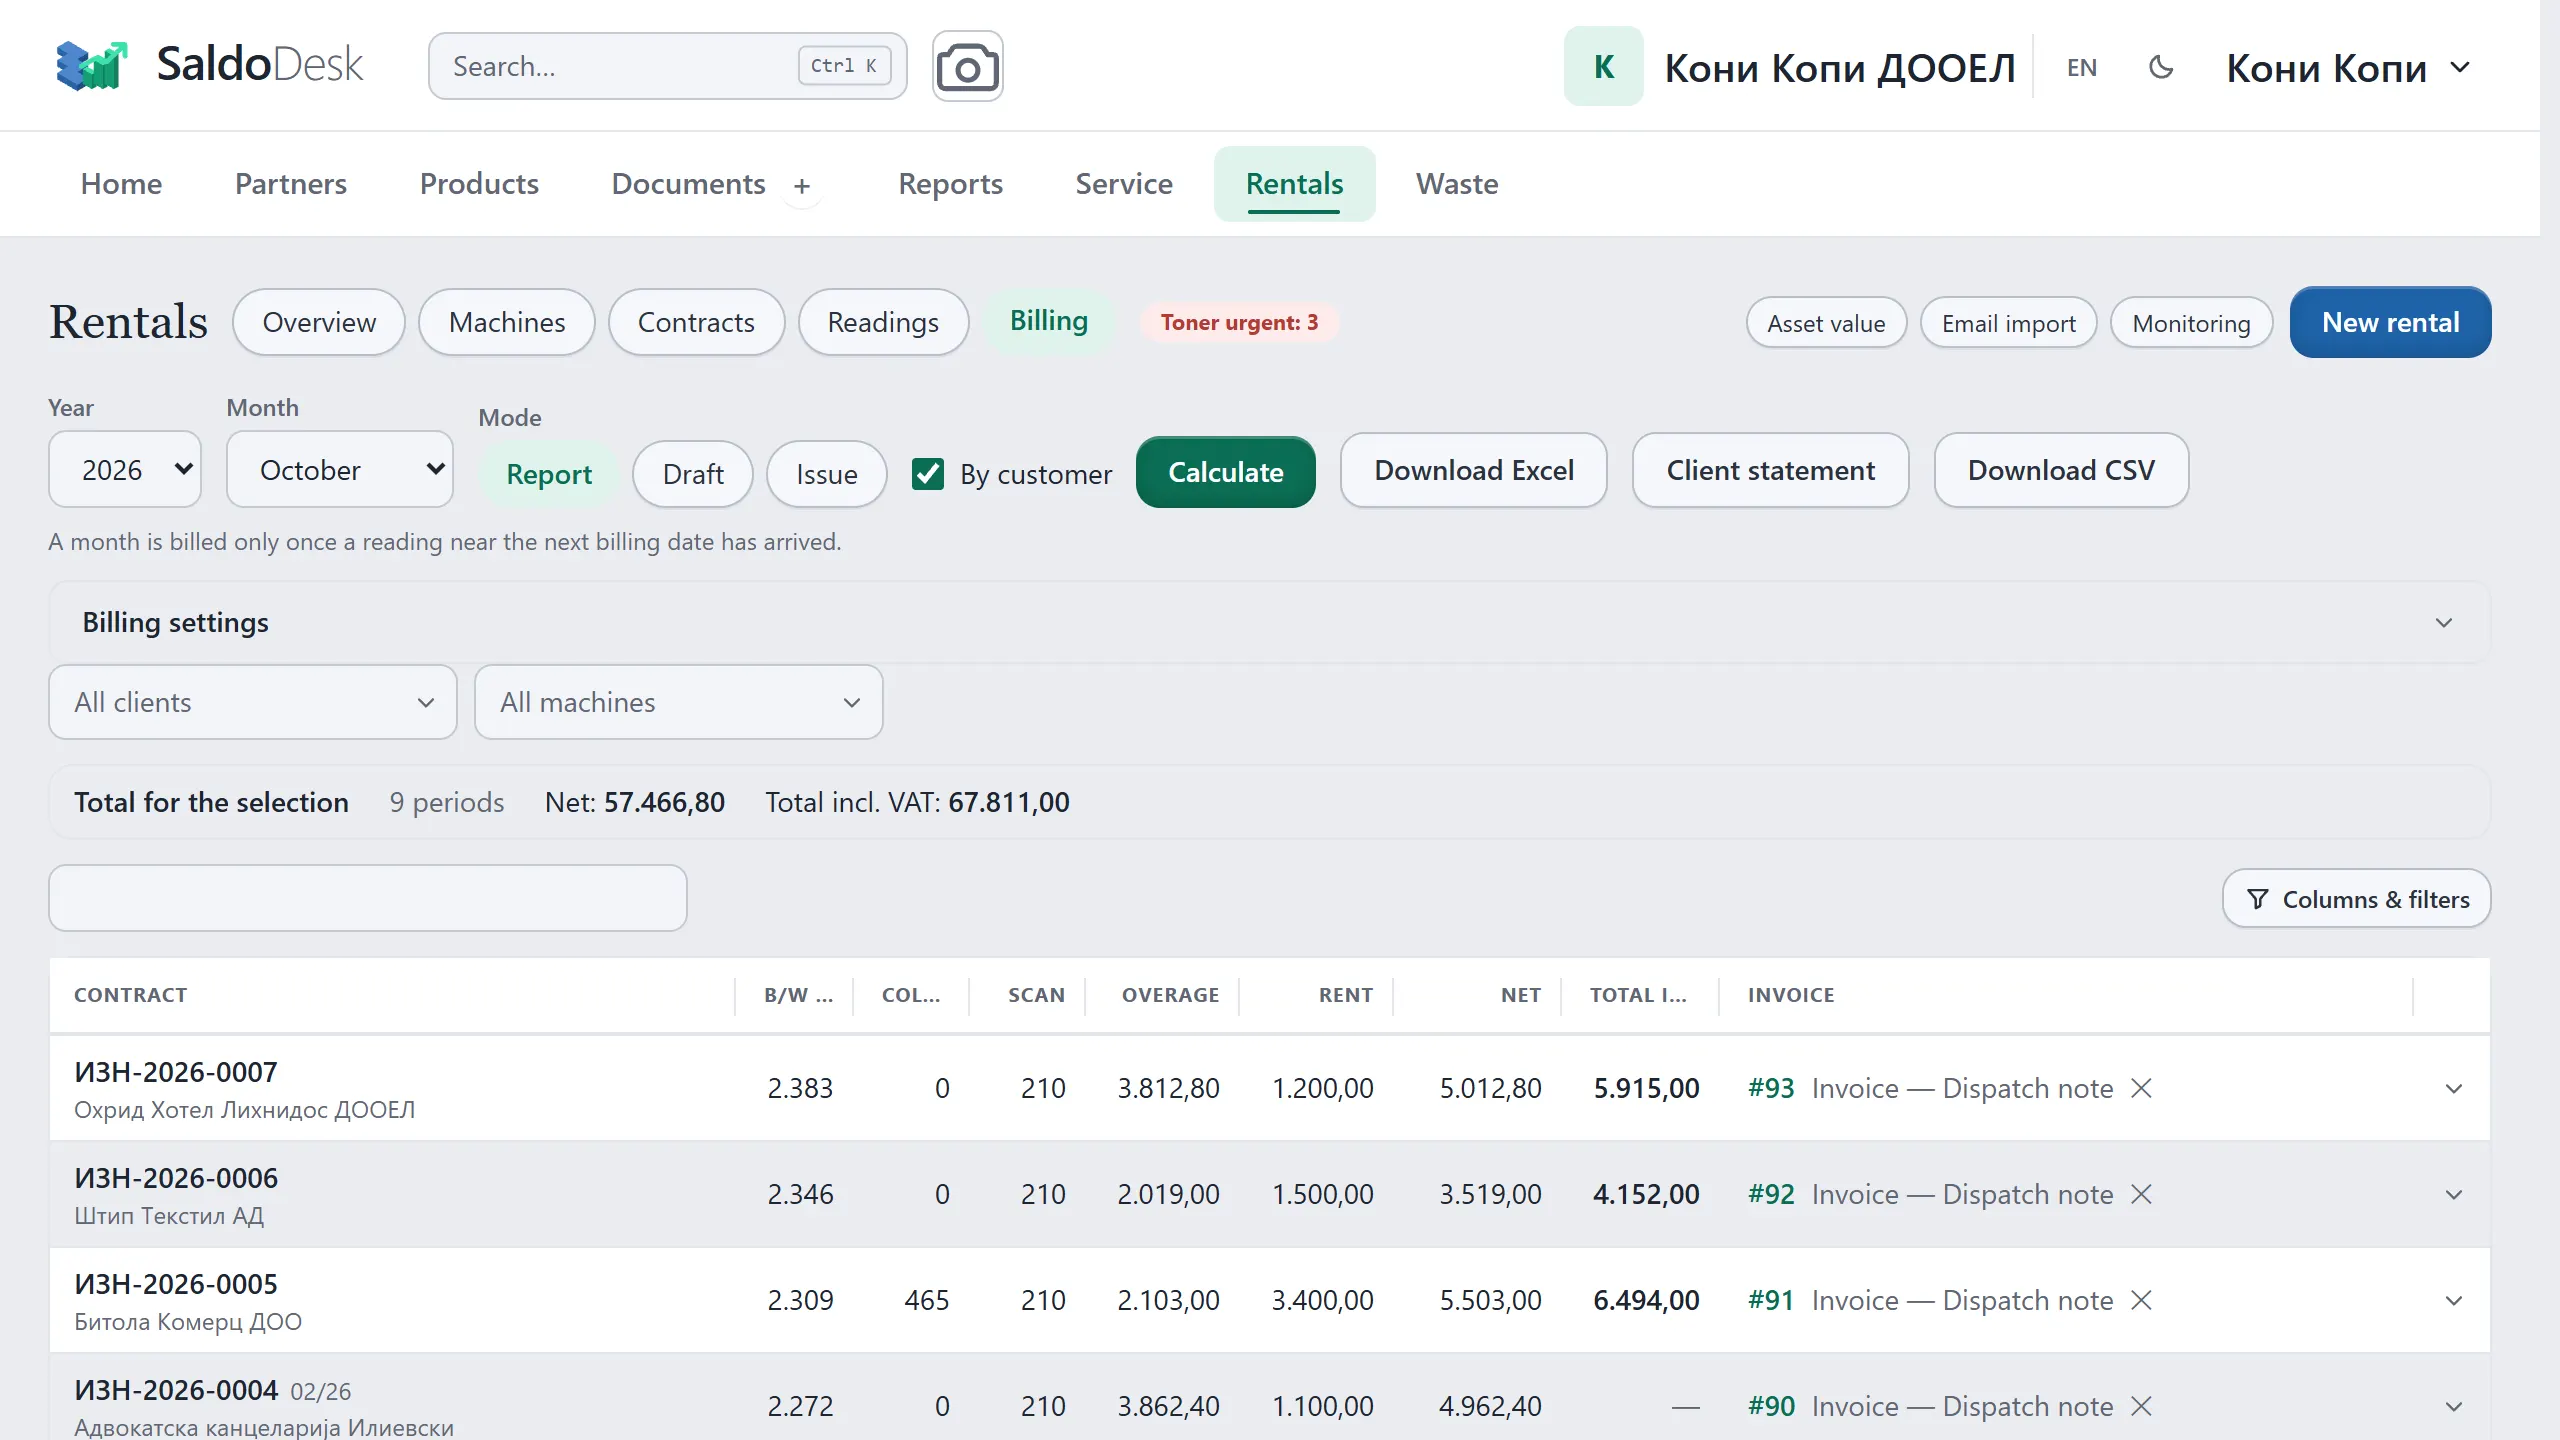 SaldoDesk
Search...
Ctrl K
K
Кони Копи ДООЕЛ
EN
Кони Копи
Home
Partners
Products
Documents +
Reports
Service
Rentals
Waste
Rentals
Overview
Machines
Contracts
Readings
Billing
Toner urgent: 3
Asset value
Email import
Monitoring
New rental
Year
Month
Mode
2026
October
Report
Draft
Issue
By customer
Calculate
Download Excel
Client statement
Download CSV
A month is billed only once a reading near the next billing date has arrived.
Billing settings
All clients
All machines
Total for the selection 9 periods Net: 57.466,80 Total incl. VAT: 67.811,00
Columns & filters
CONTRACT B/W ... COL... SCAN OVERAGE RENT NET TOTAL I... INVOICE
ИЗН-2026-0007
Охрид Хотел Лихнидос ДООЕЛ
2.383 0 210 3.812,80 1.200,00 5.012,80 5.915,00 #93 Invoice — Dispatch note
ИЗН-2026-0006
Штип Текстил АД
2.346 0 210 2.019,00 1.500,00 3.519,00 4.152,00 #92 Invoice — Dispatch note
ИЗН-2026-0005
Битола Комерц ДОО
2.309 465 210 2.103,00 3.400,00 5.503,00 6.494,00 #91 Invoice — Dispatch note
ИЗН-2026-0004 02/26
Адвокатска канцеларија Илиевски
2.272 0 210 3.862,40 1.100,00 4.962,40 — #90 Invoice — Dispatch note